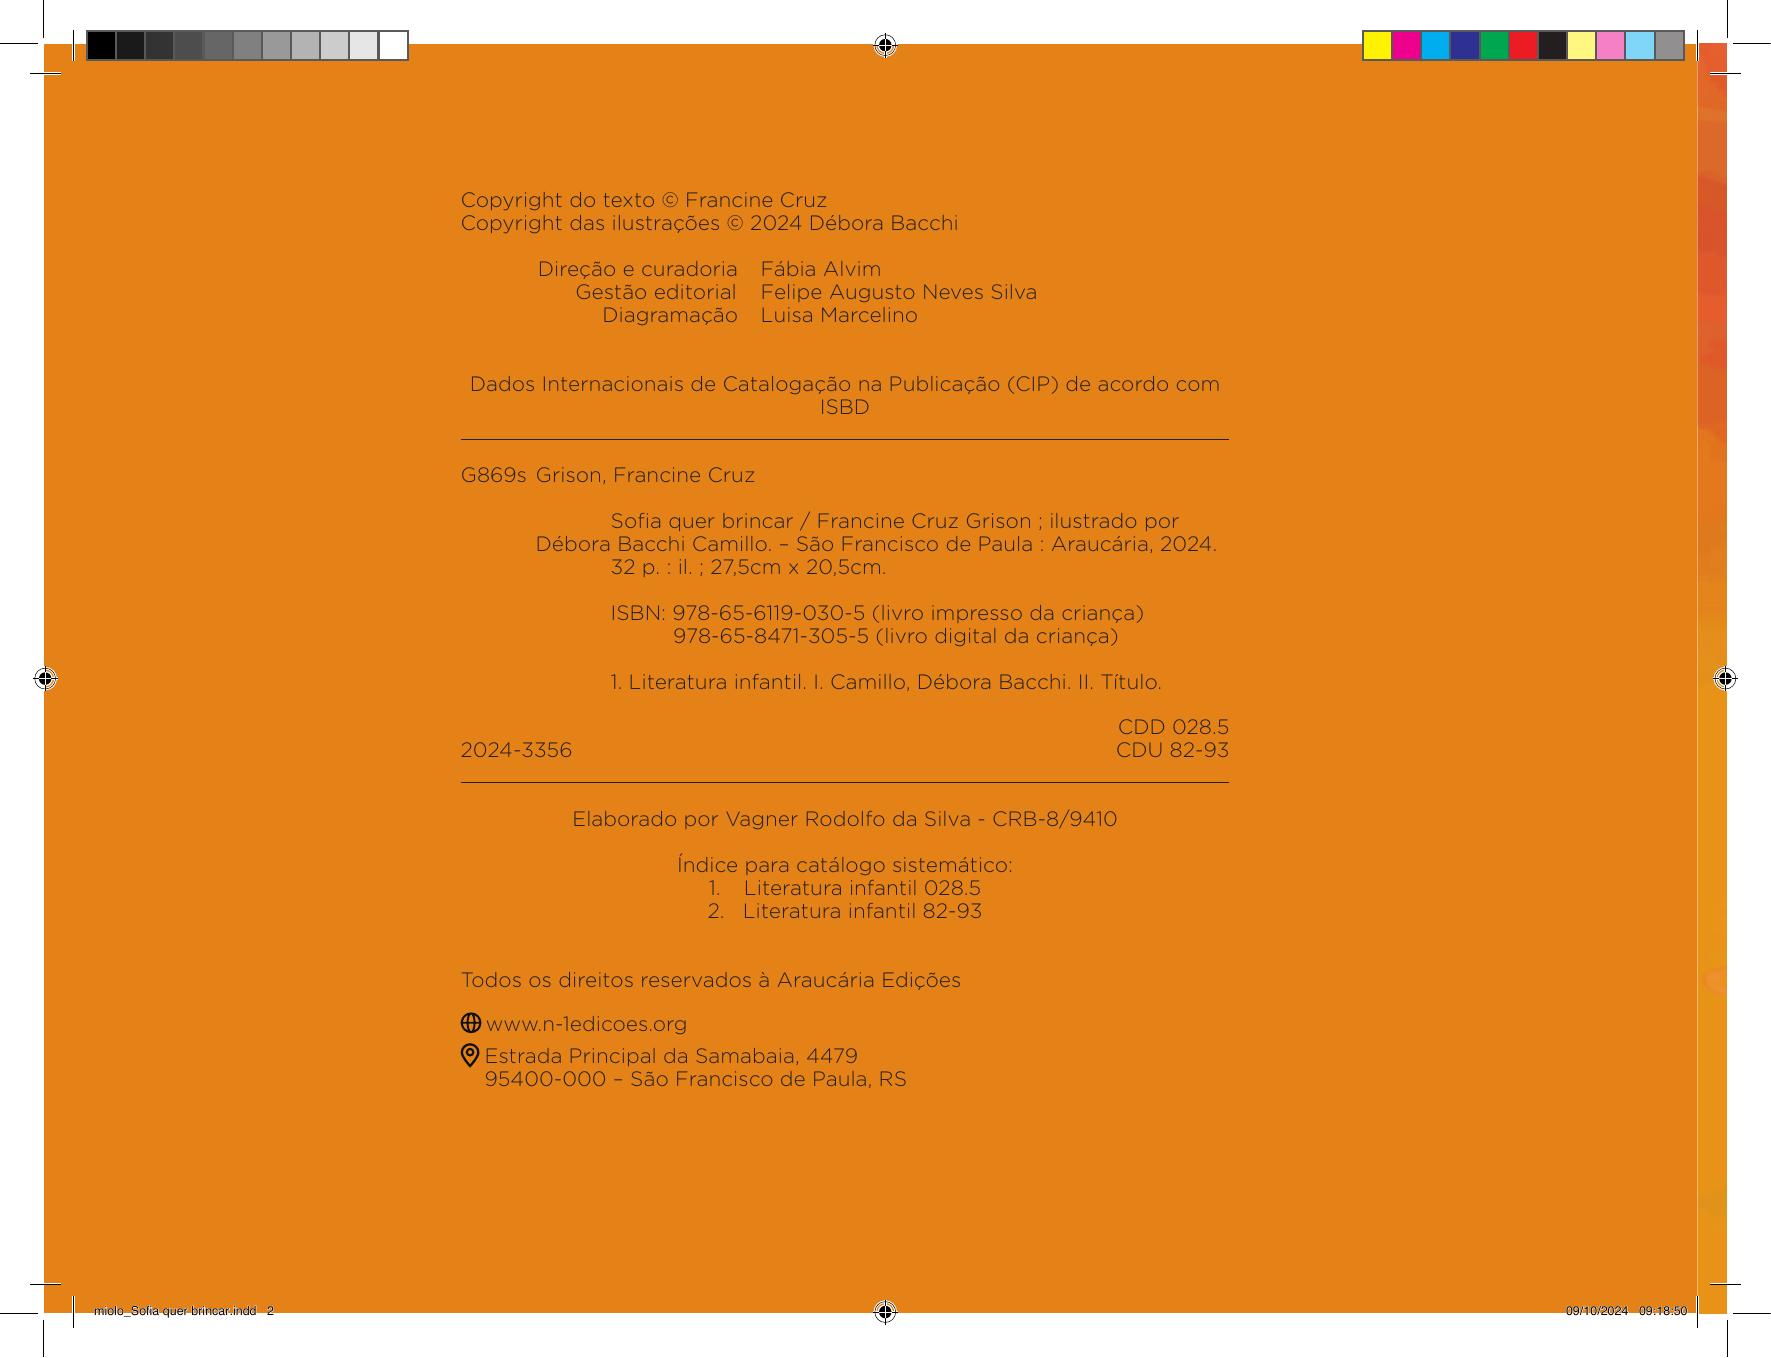 Copyright do texto © Francine Cruz
Copyright das ilustrações © 2024 Débora Bacchi
Direção e curadoria Fábia Alvim
Gestão editorial Felipe Augusto Neves Silva
Diagramação Luisa Marcelino
Dados Internacionais de Catalogação na Publicação (CIP) de acordo com
ISBD
G869s Grison, Francine Cruz
Sofia quer brincar / Francine Cruz Grison ; ilustrado por
Débora Bacchi Camillo. – São Francisco de Paula : Araucária, 2024.
32 p. : il. ; 27,5cm x 20,5cm.
ISBN: 978-65-6119-030-5 (livro impresso da criança)
978-65-8471-305-5 (livro digital da criança)
1. Literatura infantil. I. Camillo, Débora Bacchi. II. Título.
CDD 028.5
2024-3356 CDU 82-93
Elaborado por Vagner Rodolfo da Silva - CRB-8/9410
Índice para catálogo sistemático:
1. Literatura infantil 028.5
2. Literatura infantil 82-93
Todos os direitos reservados à Araucária Edições
www.n-1edicoes.org
Estrada Principal da Samabaia, 4479
95400-000 – São Francisco de Paula, RS
miolo_Sofia quer brincar.indd 2 09/10/2024 09:18:50